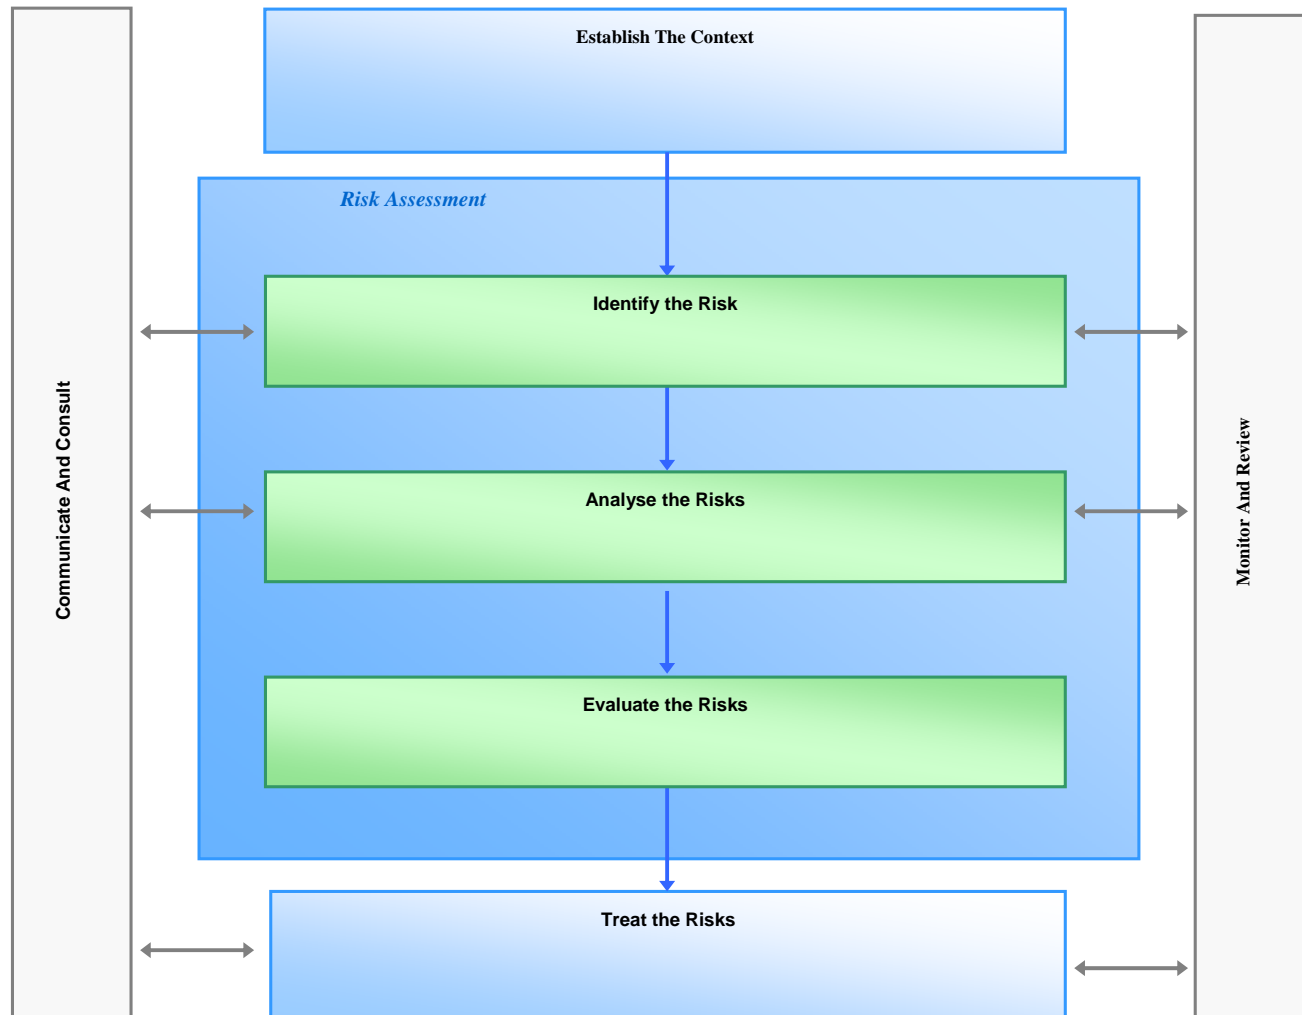 Establish The Context
Risk Assessment
Identify the Risk
Communicate And Consult
Analyse the Risks
Monitor And Review
Evaluate the Risks
Treat the Risks